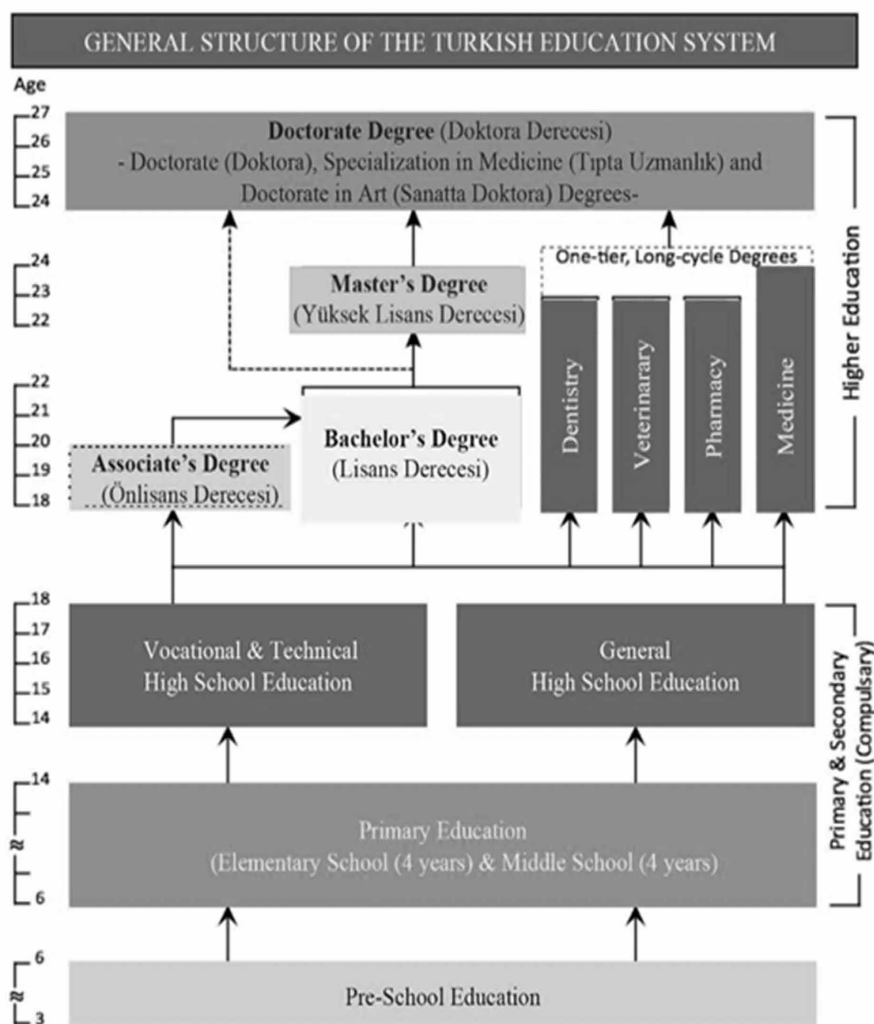 GENERAL STRUCTURE OF THE TURKISH EDUCATION SYSTEM
Age
27
26
25
24
Doctorate Degree (Doktora Derecesi)
- Doctorate (Doktora), Specialization in Medicine (Tıpta Uzmanlık) and
Doctorate in Art (Sanatta Doktora) Degrees-
24
23
22
Master's Degree
(Yüksek Lisans Derecesi)
One-tier, Long-cycle Degrees
Dentistry
Veterinarary
Pharmacy
Medicine
Higher Education
22
21
20
19
18
Bachelor's Degree
(Lisans Derecesi)
Associate's Degree
(Önlisans Derecesi)
18
17
16
15
14
Vocational & Technical
High School Education
General
High School Education
Primary & Secondary
Education (Compulsary)
14
6
Primary Education
(Elementary School (4 years) & Middle School (4 years)
6
3
Pre-School Education